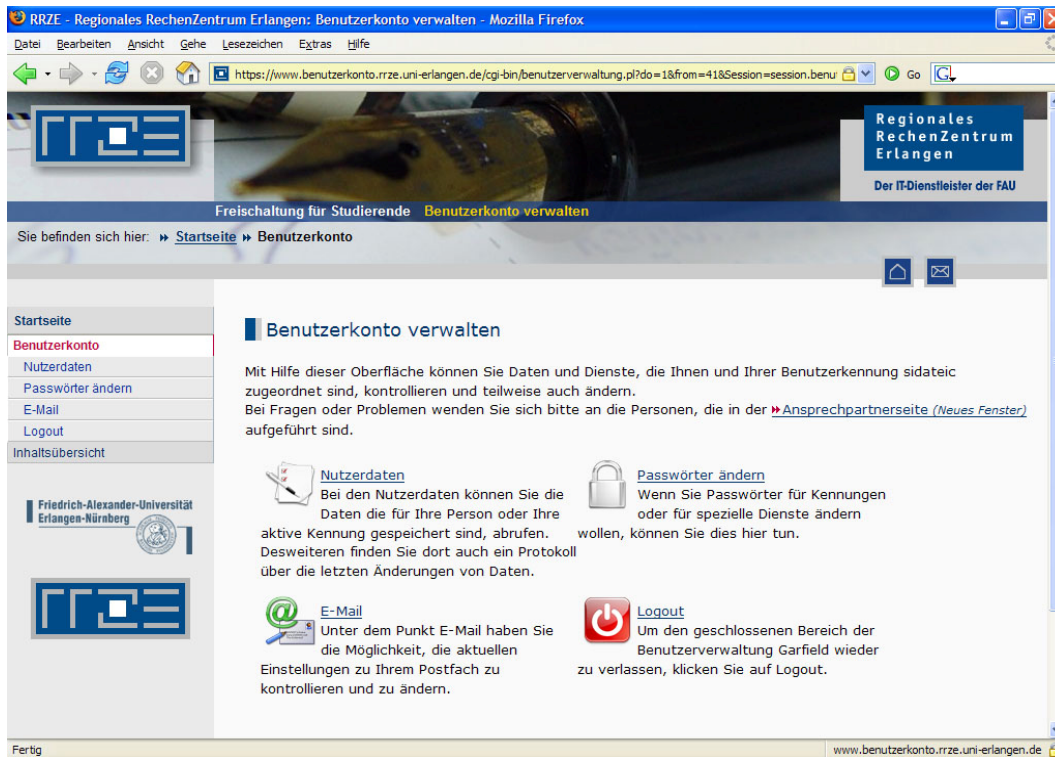 RRZE - Regionales RechenZentrum Erlangen: Benutzerkonto verwalten - Mozilla Firefox
Datei Bearbeiten Ansicht Gehe Lesezeichen Extras Hilfe
https://www.benutzerkonto.rrze.uni-erlangen.de/cgi-bin/benutzerverwaltung.pl?do=1&from=41&Session=session.benu Go
RRZE
Regionales
RechenZentrum
Erlangen
Der IT-Dienstleister der FAU
Freischaltung für Studierende Benutzerkonto verwalten
Sie befinden sich hier: Startseite Benutzerkonto
Startseite
Benutzerkonto
Nutzerdaten
Passwörter ändern
E-Mail
Logout
Inhaltsübersicht
Friedrich-Alexander-Universität
Erlangen-Nürnberg
RRZE
Benutzerkonto verwalten
Mit Hilfe dieser Oberfläche können Sie Daten und Dienste, die Ihnen und Ihrer Benutzerkennung sidateic
zugeordnet sind, kontrollieren und teilweise auch ändern.
Bei Fragen oder Problemen wenden Sie sich bitte an die Personen, die in der Ansprechpartnerseite (Neues Fenster)
aufgeführt sind.
Nutzerdaten
Bei den Nutzerdaten können Sie die
Daten die für Ihre Person oder Ihre
aktive Kennung gespeichert sind, abrufen.
Desweiteren finden Sie dort auch ein Protokoll
über die letzten Änderungen von Daten.
Passwörter ändern
Wenn Sie Passwörter für Kennungen
oder für spezielle Dienste ändern
wollen, können Sie dies hier tun.
E-Mail
Unter dem Punkt E-Mail haben Sie
die Möglichkeit, die aktuellen
Einstellungen zu Ihrem Postfach zu
kontrollieren und zu ändern.
Logout
Um den geschlossenen Bereich der
Benutzerverwaltung Garfield wieder
zu verlassen, klicken Sie auf Logout.
Fertig
www.benutzerkonto.rrze.uni-erlangen.de